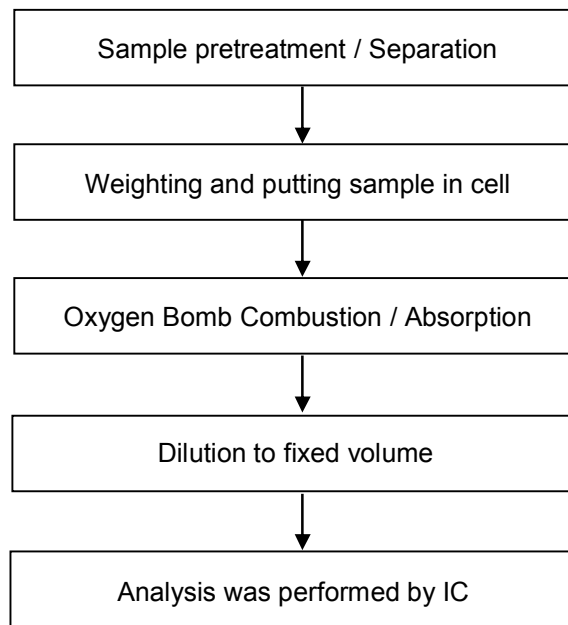 Sample pretreatment / Separation
Weighting and putting sample in cell
Oxygen Bomb Combustion / Absorption
Dilution to fixed volume
Analysis was performed by IC